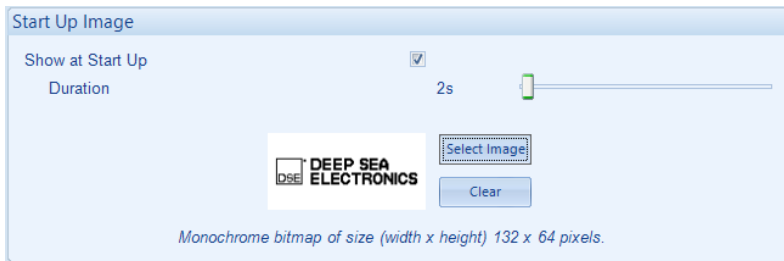 Start Up Image
Show at Start Up
Duration 2s
DSE DEEP SEA ELECTRONICS
Select Image
Clear
Monochrome bitmap of size (width x height) 132 x 64 pixels.